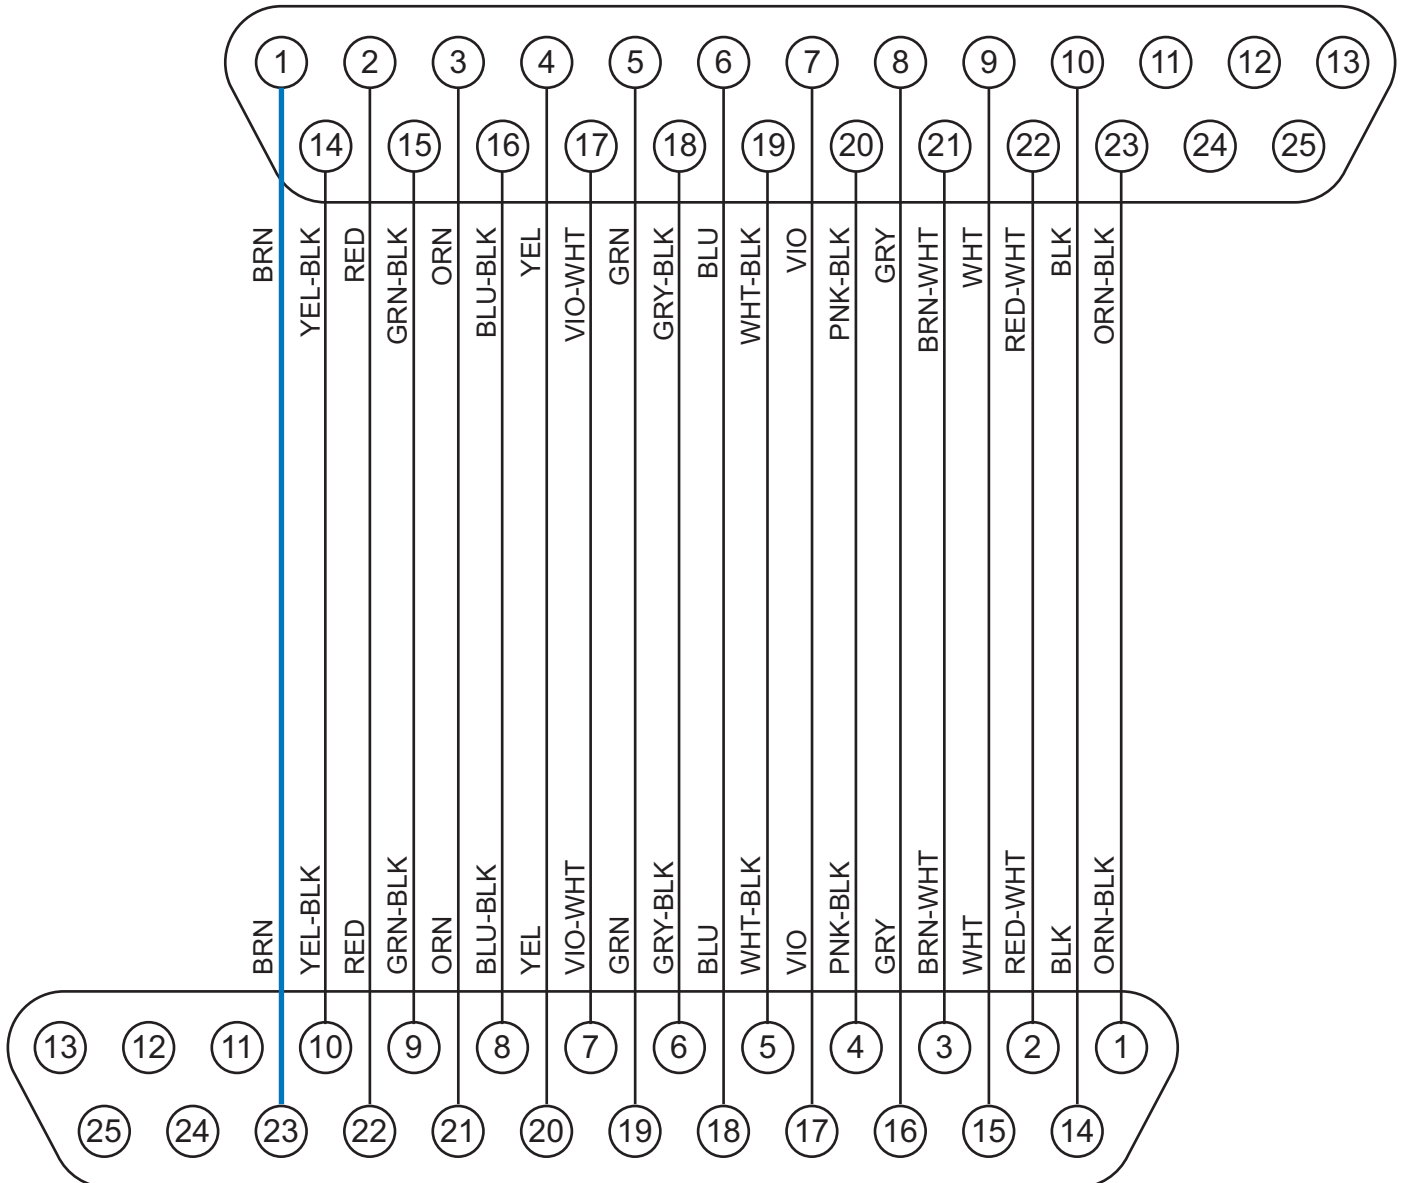 1 2 3 4 5 6 7 8 9 10 11 12 13
14 15 16 17 18 19 20 21 22 23 24 25
BRN YEL-BLK RED GRN-BLK ORN BLU-BLK YEL VIO-WHT GRN GRY-BLK BLU WHT-BLK VIO PNK-BLK GRY BRN-WHT WHT RED-WHT BLK ORN-BLK
BRN YEL-BLK RED GRN-BLK ORN BLU-BLK YEL VIO-WHT GRN GRY-BLK BLU WHT-BLK VIO PNK-BLK GRY BRN-WHT WHT RED-WHT BLK ORN-BLK
13 12 11 10 9 8 7 6 5 4 3 2 1
25 24 23 22 21 20 19 18 17 16 15 14